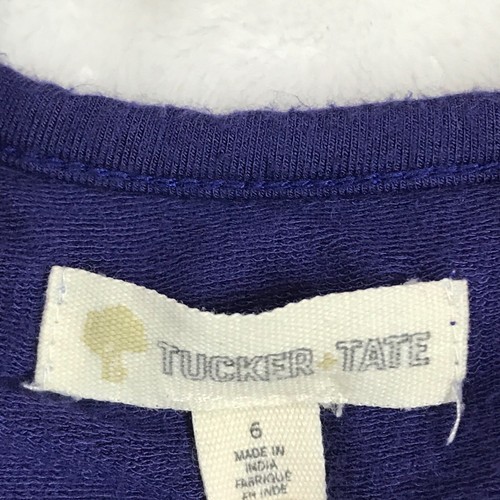 TUCKER + TATE
6
MADE IN
INDIA
FABRIQUÉ
EN INDE